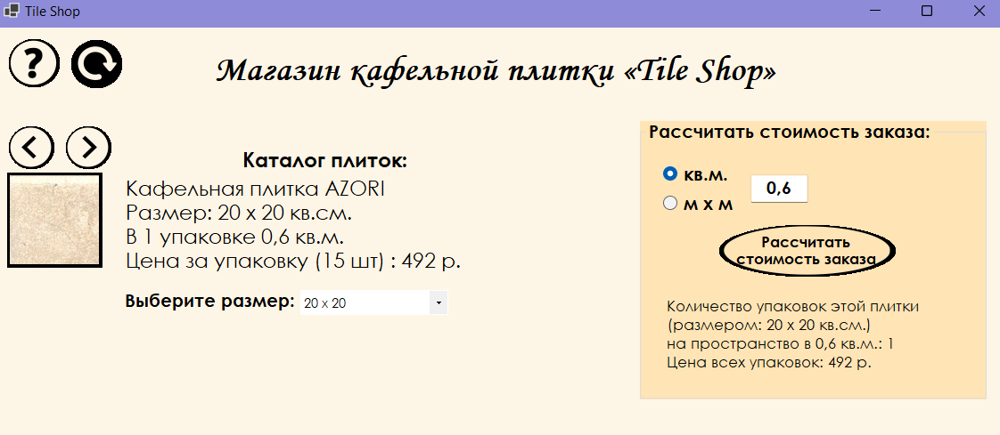 Tile Shop
Магазин кафельной плитки «Tile Shop»
Каталог плиток:
Кафельная плитка AZORI
Размер: 20 х 20 кв.см.
В 1 упаковке 0,6 кв.м.
Цена за упаковку (15 шт) : 492 р.
Выберите размер:
20 x 20
Рассчитать стоимость заказа:
кв.м.
0,6
м х м
Рассчитать
стоимость заказа
Количество упаковок этой плитки
(размером: 20 х 20 кв.см.)
на пространство в 0,6 кв.м.: 1
Цена всех упаковок: 492 р.